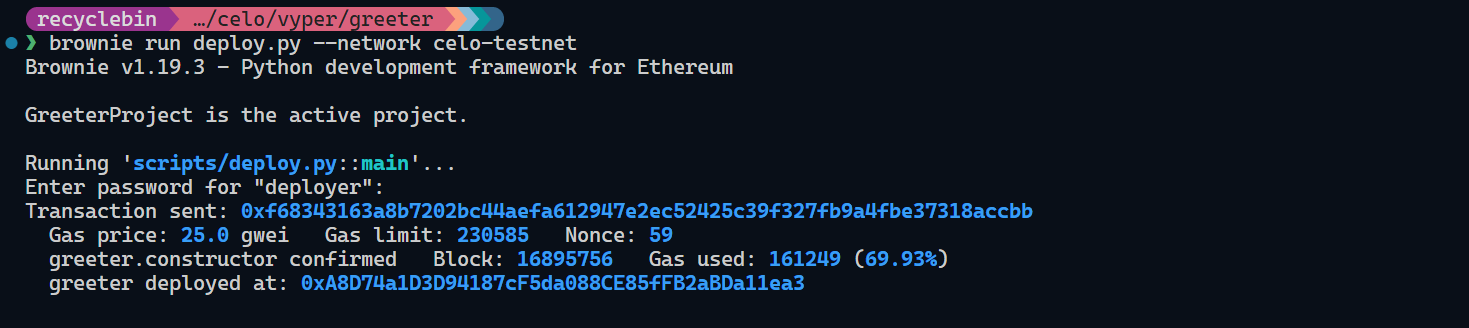 recyclebin …/celo/vyper/greeter
❯ brownie run deploy.py --network celo-testnet
Brownie v1.19.3 - Python development framework for Ethereum
GreeterProject is the active project.
Running 'scripts/deploy.py::main'...
Enter password for "deployer":
Transaction sent: 0xf68343163a8b7202bc44aefa612947e2ec52425c39f327fb9a4fbe37318accbb
Gas price: 25.0 gwei   Gas limit: 230585   Nonce: 59
greeter.constructor confirmed   Block: 16895756   Gas used: 161249 (69.93%)
greeter deployed at: 0xA8D74a1D3D94187cF5da088CE85fFB2aBDa11ea3